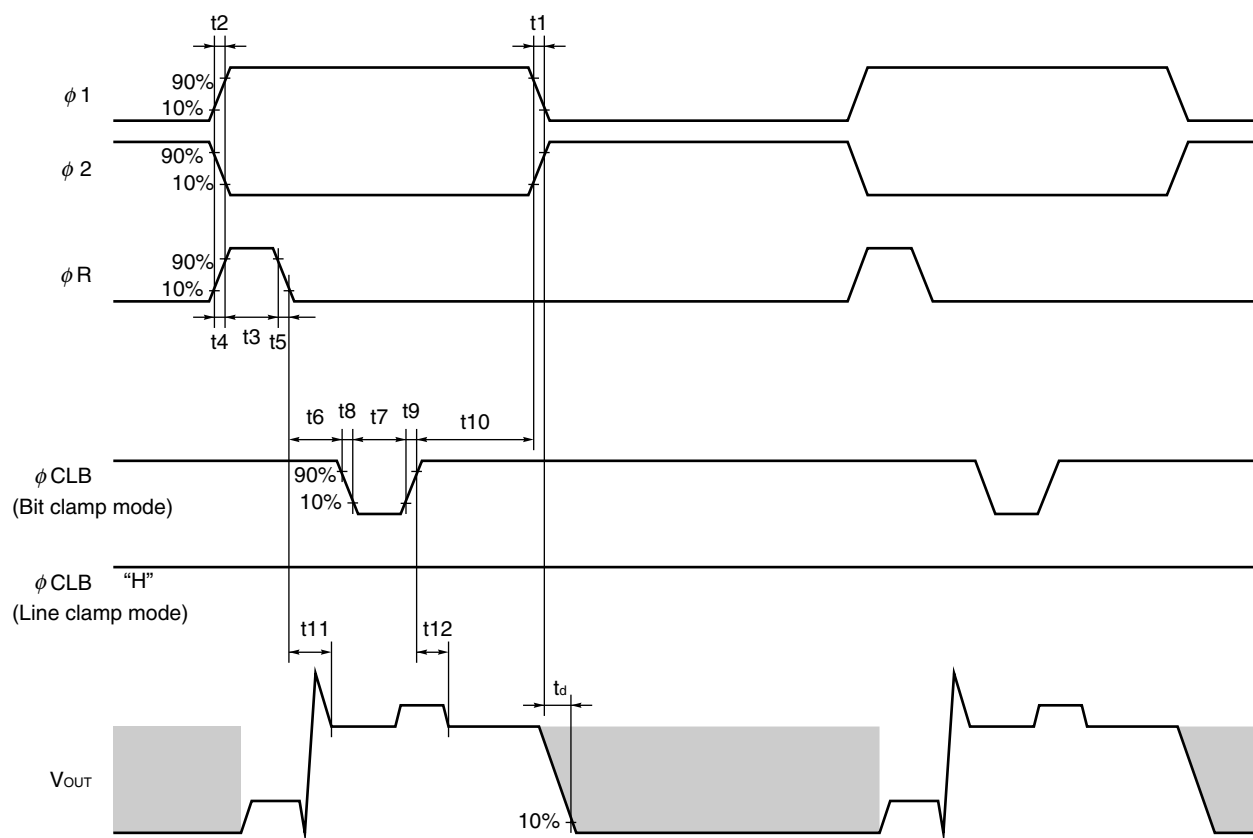 t2 t1
90%
ϕ1
10%
90%
ϕ2
10%
90%
ϕR
10%
t4 t3 t5
t6 t8 t7 t9 t10
ϕCLB 90%
(Bit clamp mode) 10%
ϕCLB “H”
(Line clamp mode)
t11 t12
td
VOUT
10%